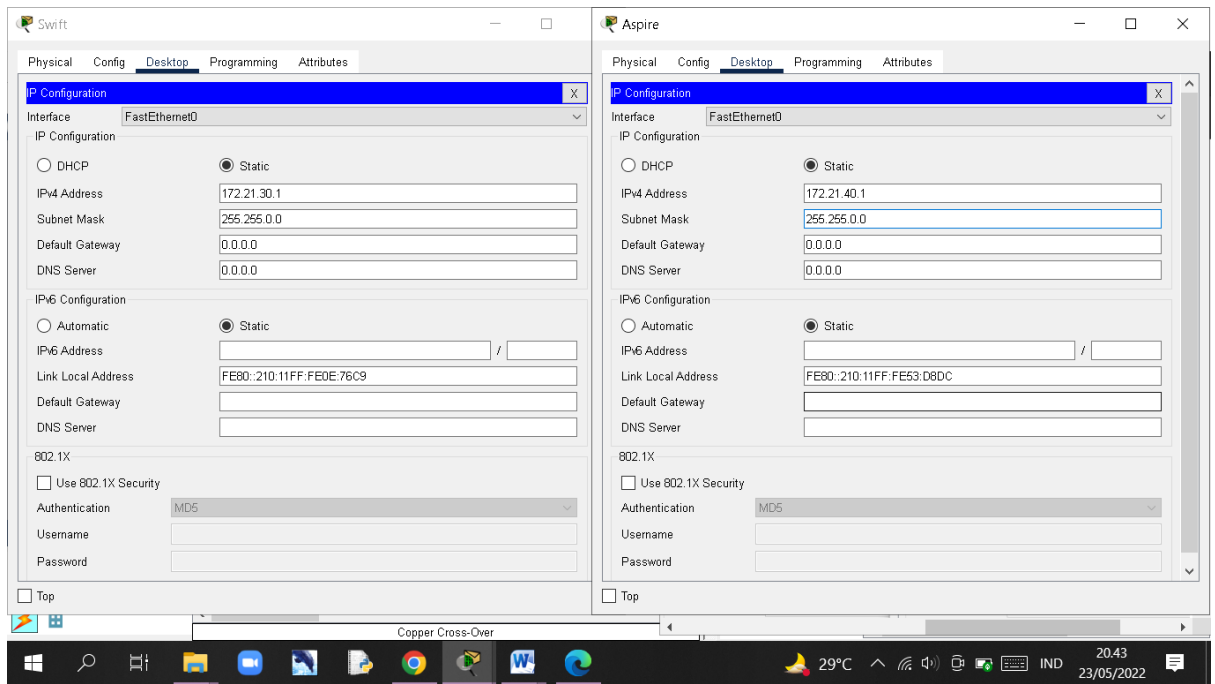 Swift
Physical Config Desktop Programming Attributes
IP Configuration X
Interface FastEthernet0
IP Configuration
DHCP Static
IPv4 Address 172.21.30.1
Subnet Mask 255.255.0.0
Default Gateway 0.0.0.0
DNS Server 0.0.0.0
IPv6 Configuration
Automatic Static
IPv6 Address /
Link Local Address FE80::210:11FF:FE0E:76C9
Default Gateway
DNS Server
802.1X
Use 802.1X Security
Authentication MD5
Username
Password
Top
Aspire
Physical Config Desktop Programming Attributes
IP Configuration X
Interface FastEthernet0
IP Configuration
DHCP Static
IPv4 Address 172.21.40.1
Subnet Mask 255.255.0.0
Default Gateway 0.0.0.0
DNS Server 0.0.0.0
IPv6 Configuration
Automatic Static
IPv6 Address /
Link Local Address FE80::210:11FF:FE53:D8DC
Default Gateway
DNS Server
802.1X
Use 802.1X Security
Authentication MD5
Username
Password
Top
Copper Cross-Over
29°C IND 20.43
23/05/2022